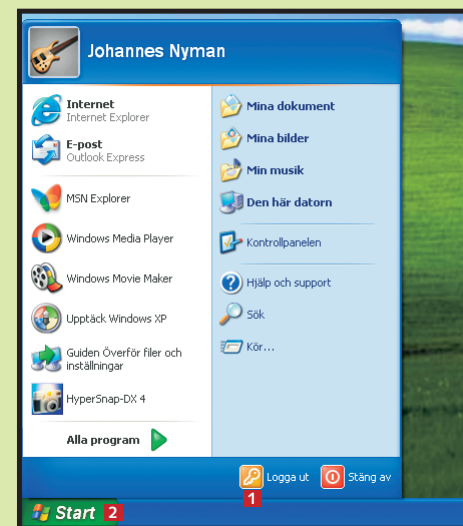 Johannes Nyman
Internet
Internet Explorer
E-post
Outlook Express
MSN Explorer
Windows Media Player
Windows Movie Maker
Upptäck Windows XP
Guiden Överför filer och
inställningar
HyperSnap-DX 4
Alla program
Mina dokument
Mina bilder
Min musik
Den här datorn
Kontrollpanelen
Hjälp och support
Sök
Kör...
Logga ut
Stäng av
1
Start 2